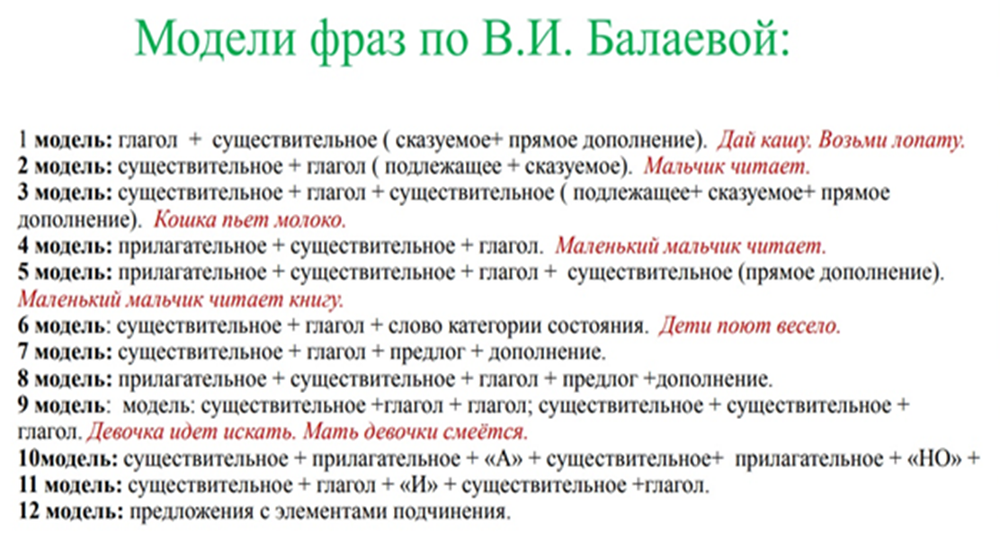 Модели фраз по В.И. Балаевой:
1 модель: глагол + существительное ( сказуемое+ прямое дополнение). Дай кашу. Возьми лопату.
2 модель: существительное + глагол ( подлежащее + сказуемое). Мальчик читает.
3 модель: существительное + глагол + существительное ( подлежащее+ сказуемое+ прямое
дополнение). Кошка пьет молоко.
4 модель: прилагательное + существительное + глагол. Маленький мальчик читает.
5 модель: прилагательное + существительное + глагол + существительное (прямое дополнение).
Маленький мальчик читает книгу.
6 модель: существительное + глагол + слово категории состояния. Дети поют весело.
7 модель: существительное + глагол + предлог + дополнение.
8 модель: прилагательное + существительное + глагол + предлог +дополнение.
9 модель: модель: существительное +глагол + глагол; существительное + существительное +
глагол. Девочка идет искать. Мать девочки смеётся.
10модель: существительное + прилагательное + «А» + существительное+ прилагательное + «НО» +
11 модель: существительное + глагол + «И» + существительное +глагол.
12 модель: предложения с элементами подчинения.